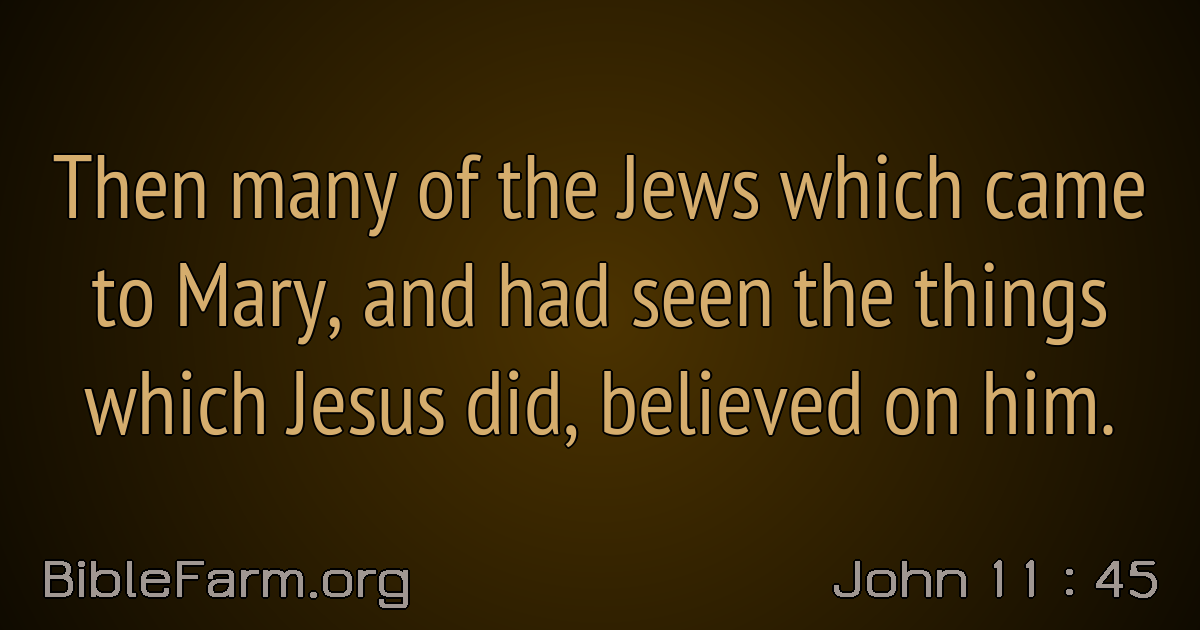 Then many of the Jews which came
to Mary, and had seen the things
which Jesus did, believed on him.
BibleFarm.org
John 11 : 45